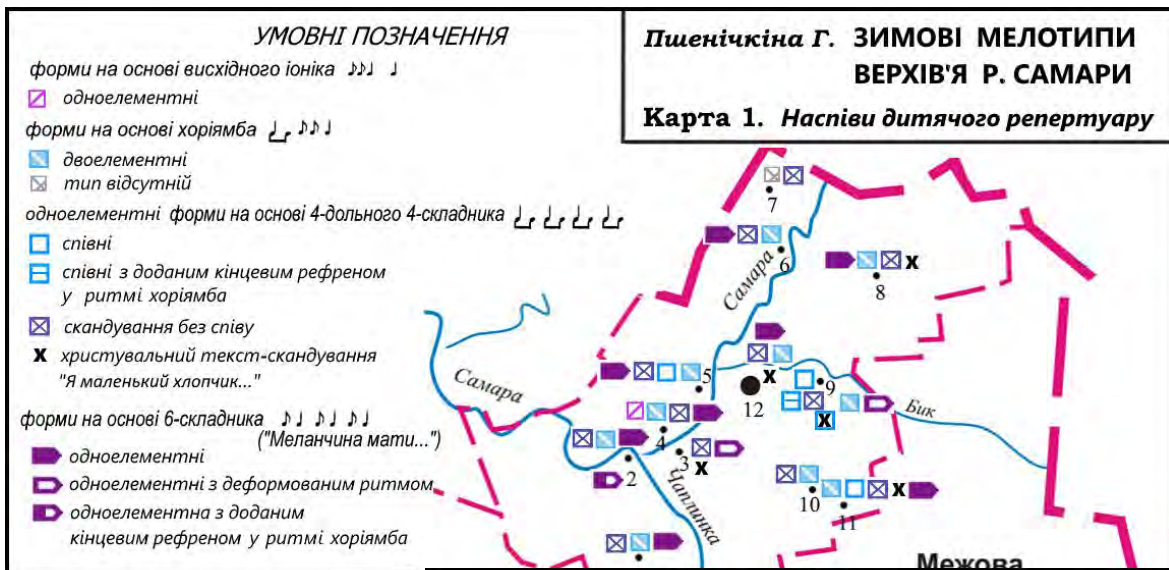 УМОВНІ ПОЗНАЧЕННЯ
форми на основі висхідного іоніка
одноелементні
форми на основі хоріямба
двоелементні
тип відсутній
одноелементні форми на основі 4-дольного 4-складника
співні
співні з доданим кінцевим рефреном
у ритмі хоріямба
скандування без співу
х христувальний текст-скандування
"Я маленький хлопчик..."
форми на основі 6-складника
("Меланчина мати...")
одноелементні
одноелементні з деформованим ритмом
одноелементна з доданим
кінцевим рефреном у ритмі хоріямба
Пшенічкіна Г. ЗИМОВІ МЕЛОТИПИ
ВЕРХІВ'Я Р. САМАРИ
Карта 1. Наспіви дитячого репертуару
7
6
Самара
8
х
Самара
5
х
12
9
Бик
х
4
3
х
2
Чаплинка
10
11
х
Межова